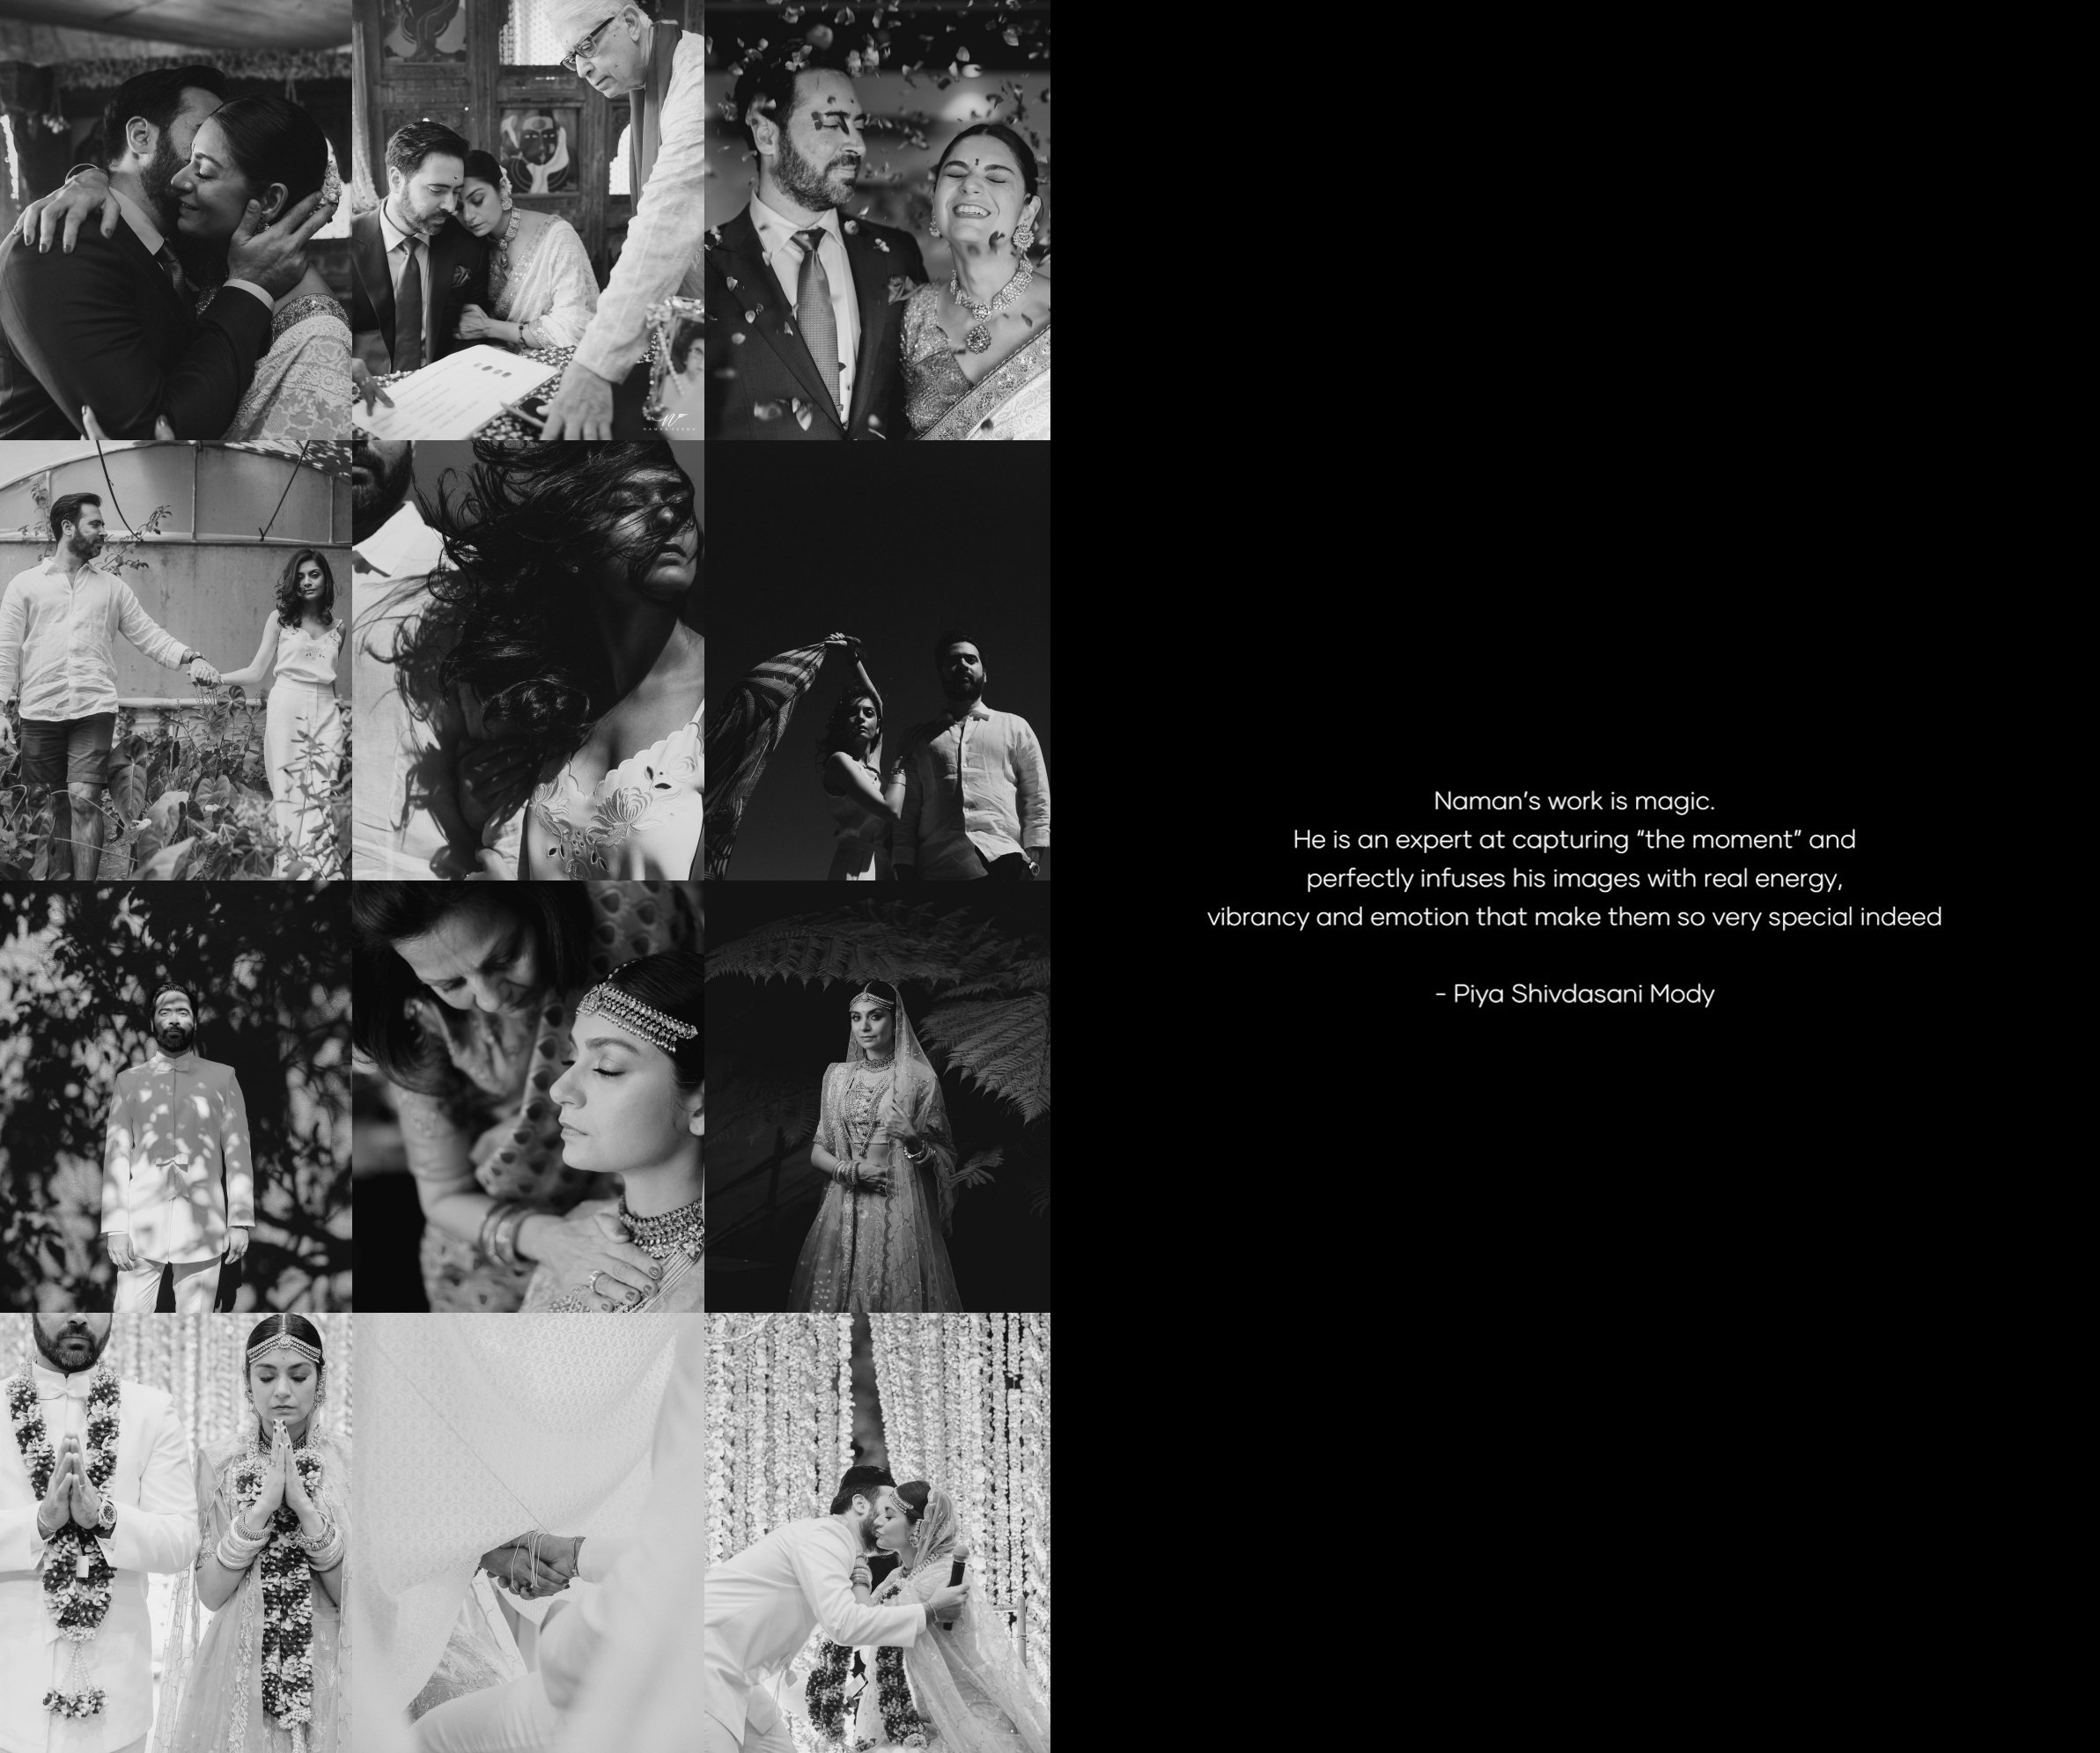 Naman's work is magic.
He is an expert at capturing "the moment" and
perfectly infuses his images with real energy,
vibrancy and emotion that make them so very special indeed
- Piya Shivdasani Mody